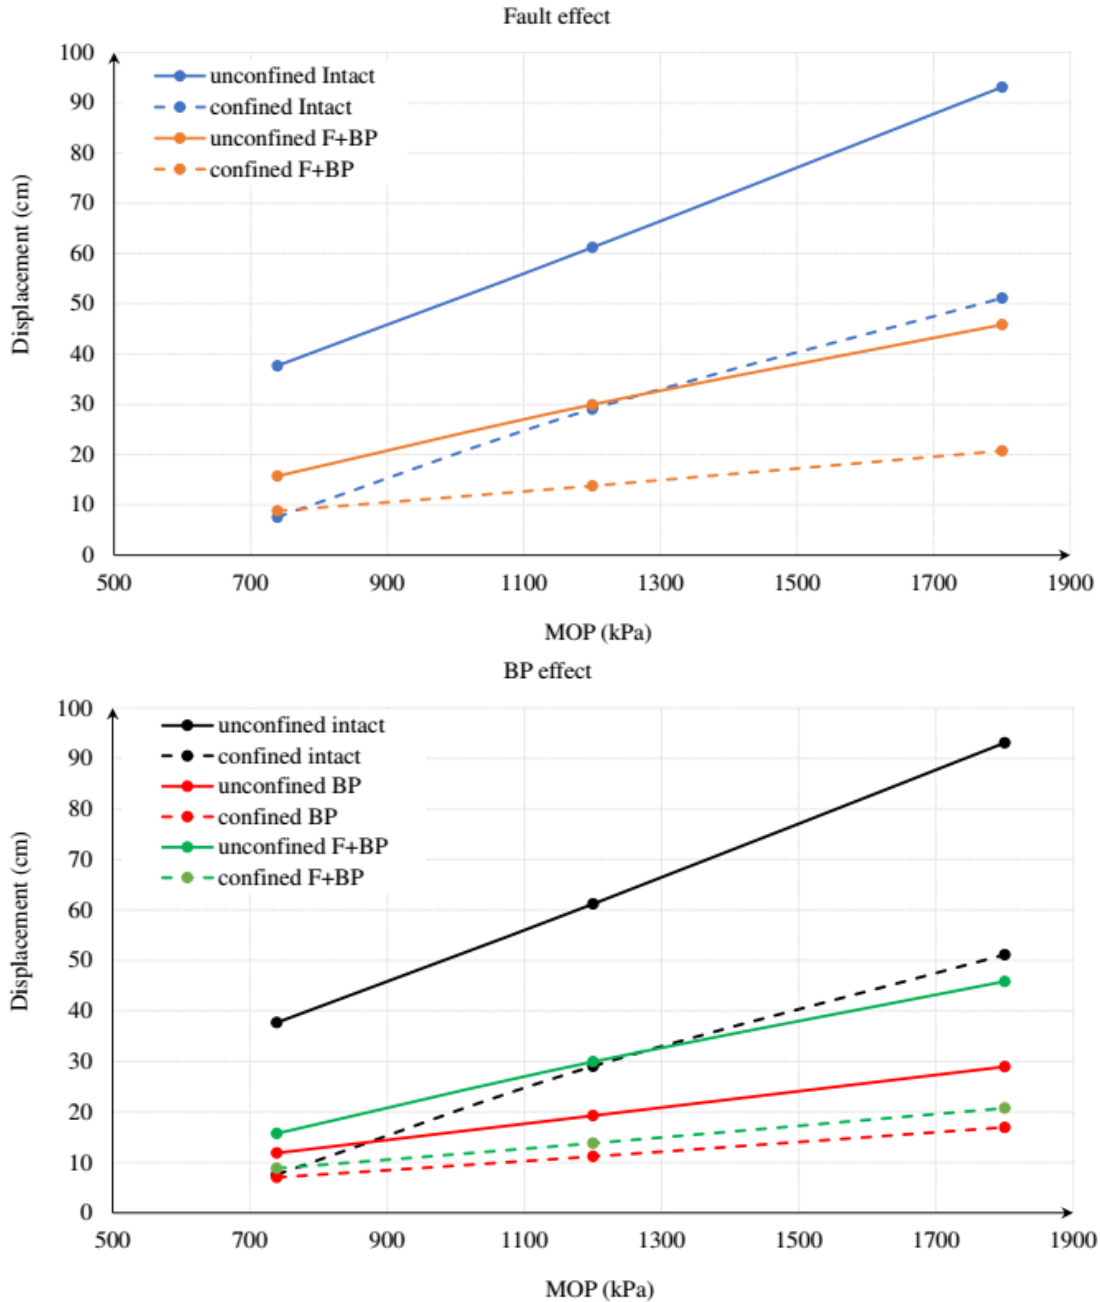 Fault effect
100
90
80
70
60
50
40
30
20
10
0
Displacement (cm)
unconfined Intact
confined Intact
unconfined F+BP
confined F+BP
500 700 900 1100 1300 1500 1700 1900
MOP (kPa)
BP effect
100
90
80
70
60
50
40
30
20
10
0
Displacement (cm)
unconfined intact
confined intact
unconfined BP
confined BP
unconfined F+BP
confined F+BP
500 700 900 1100 1300 1500 1700 1900
MOP (kPa)